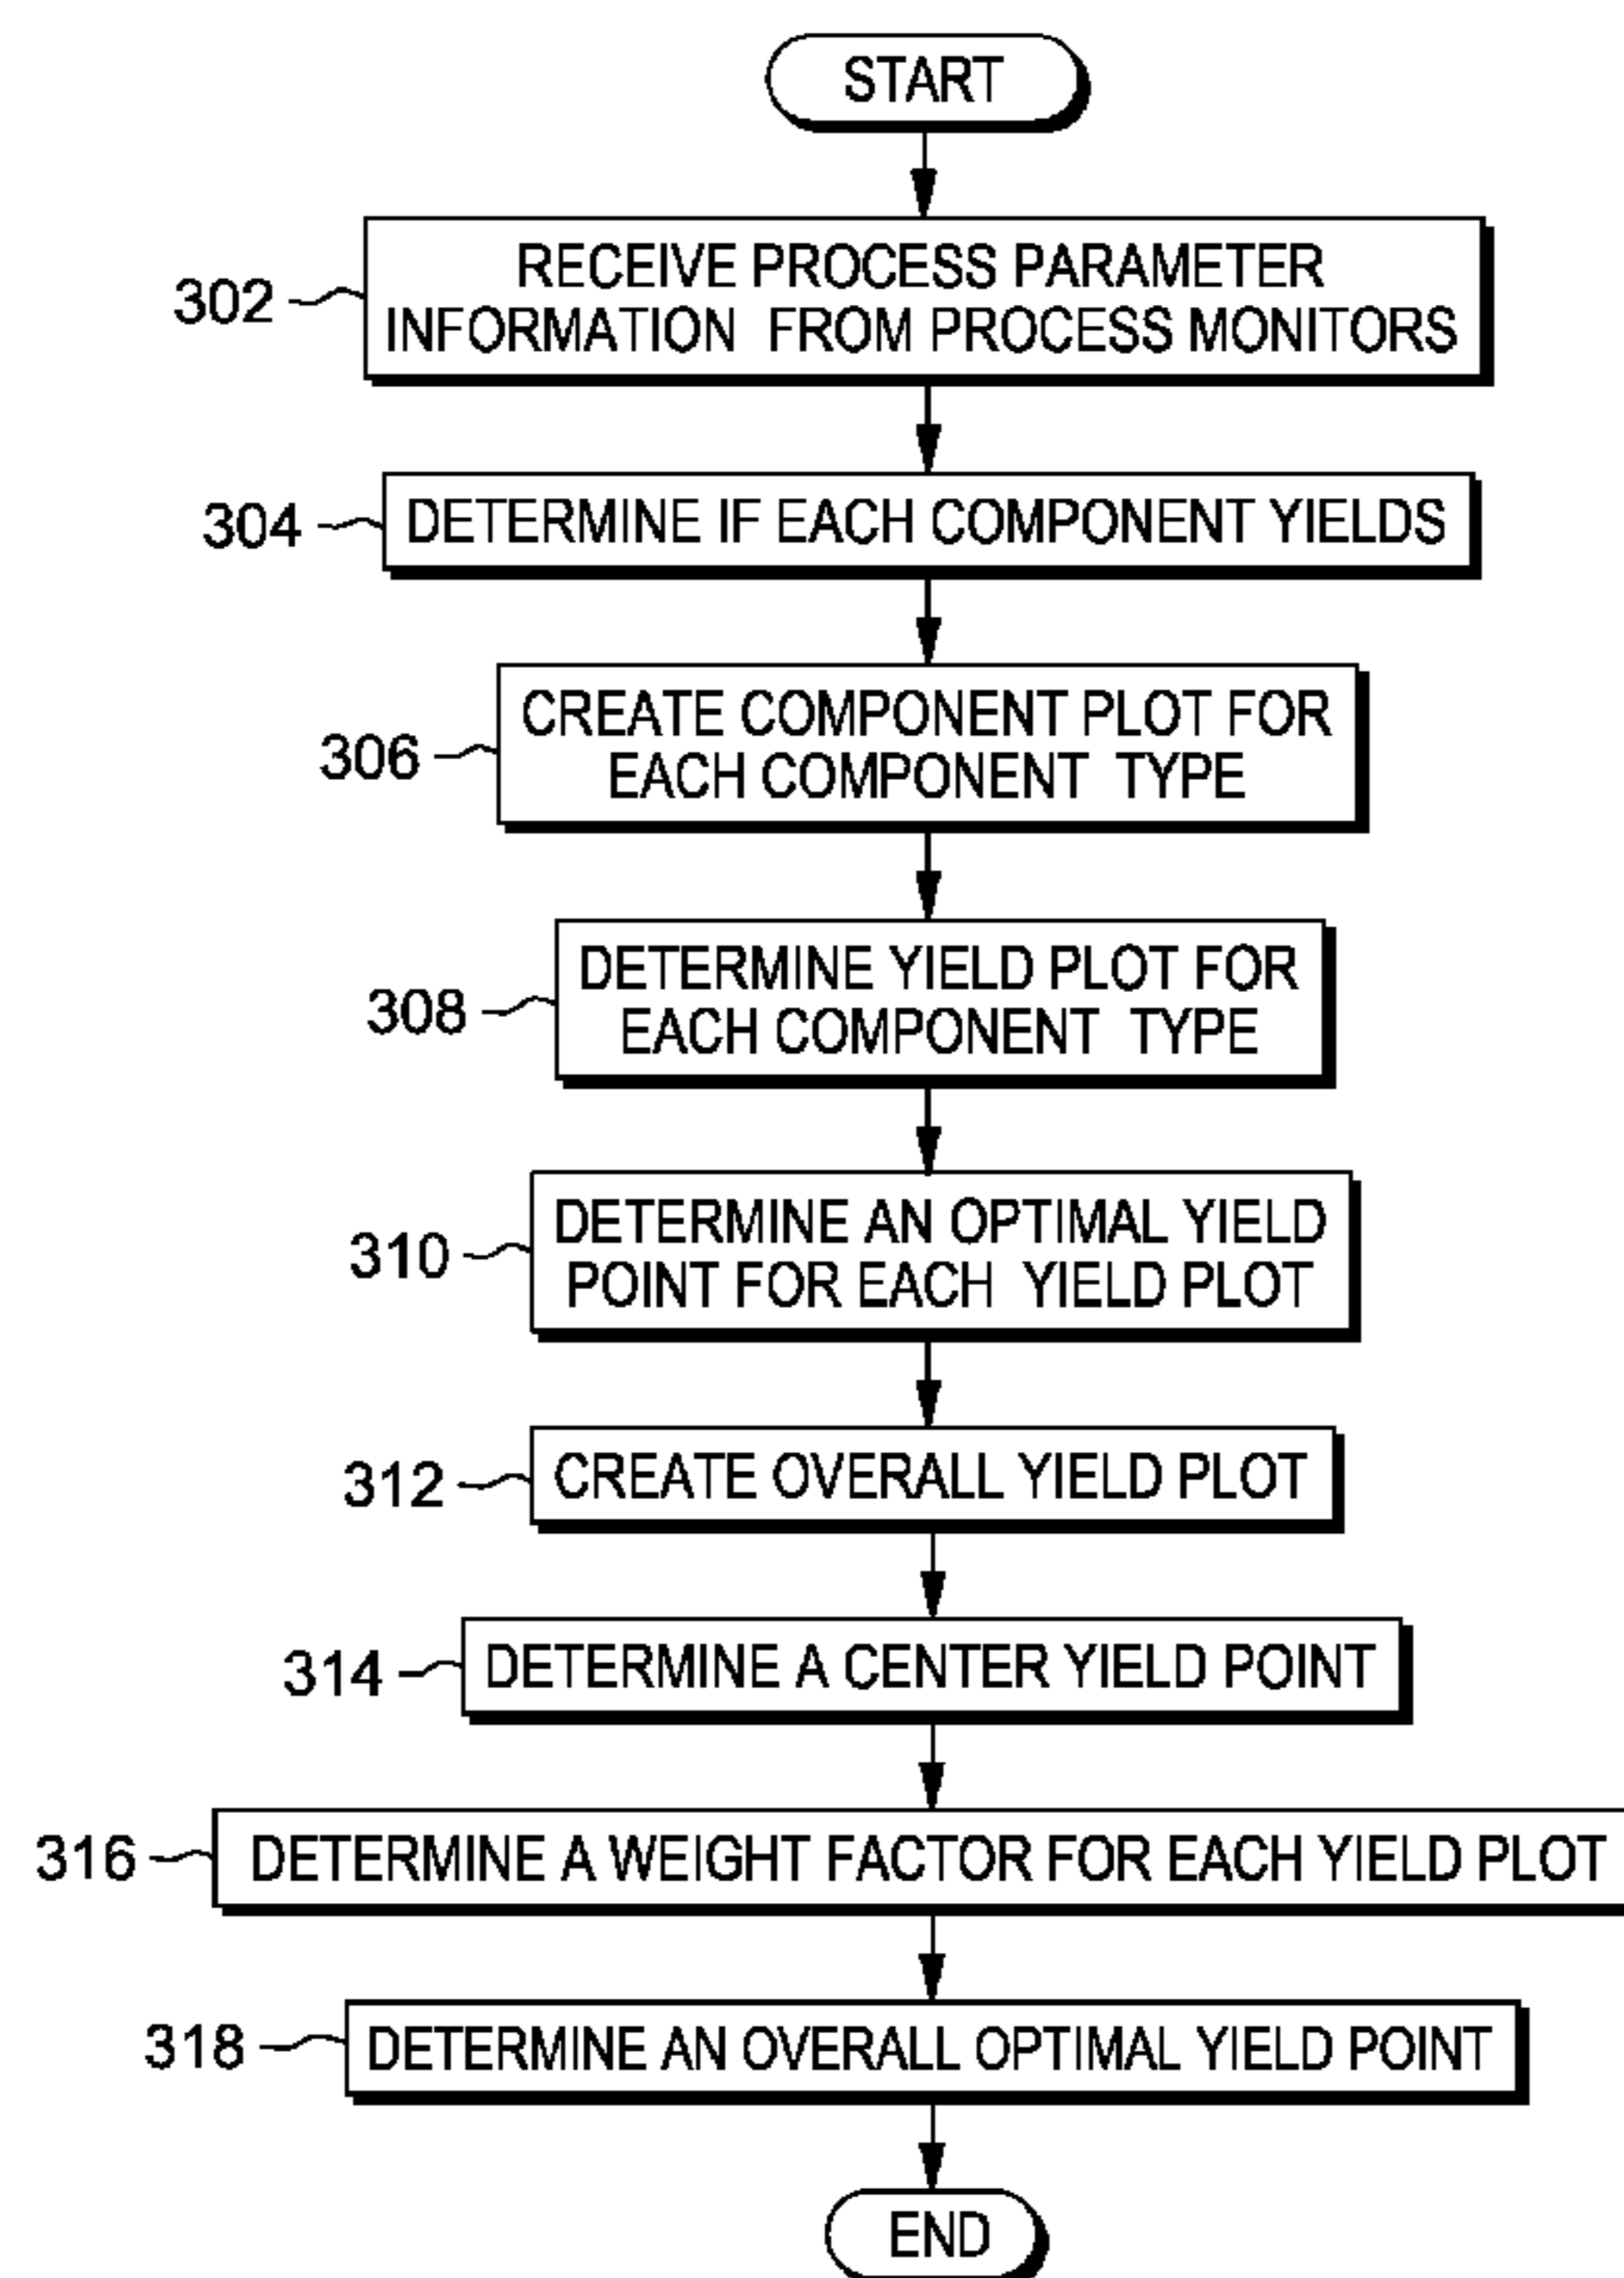 START
302
RECEIVE PROCESS PARAMETER
INFORMATION FROM PROCESS MONITORS
304
DETERMINE IF EACH COMPONENT YIELDS
306
CREATE COMPONENT PLOT FOR
EACH COMPONENT TYPE
308
DETERMINE YIELD PLOT FOR
EACH COMPONENT TYPE
310
DETERMINE AN OPTIMAL YIELD
POINT FOR EACH YIELD PLOT
312
CREATE OVERALL YIELD PLOT
314
DETERMINE A CENTER YIELD POINT
316
DETERMINE A WEIGHT FACTOR FOR EACH YIELD PLOT
318
DETERMINE AN OVERALL OPTIMAL YIELD POINT
END